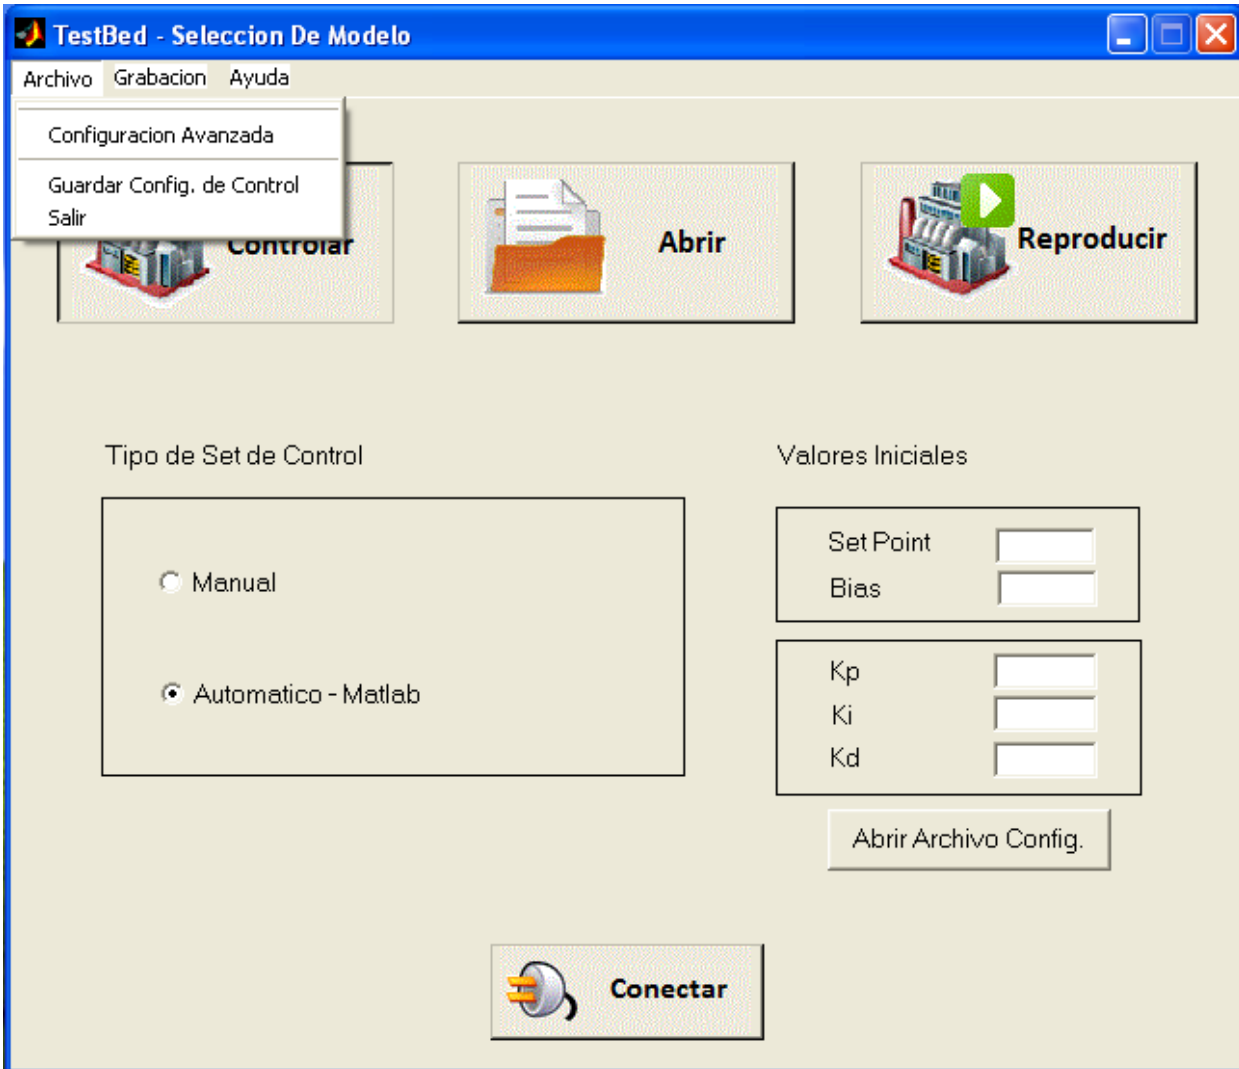 TestBed - Seleccion De Modelo
Archivo Grabacion Ayuda
Configuracion Avanzada
Guardar Config. de Control
Salir
Controlar
Abrir
Reproducir
Tipo de Set de Control
Manual
Automatico - Matlab
Valores Iniciales
Set Point
Bias
Kp
Ki
Kd
Abrir Archivo Config.
Conectar